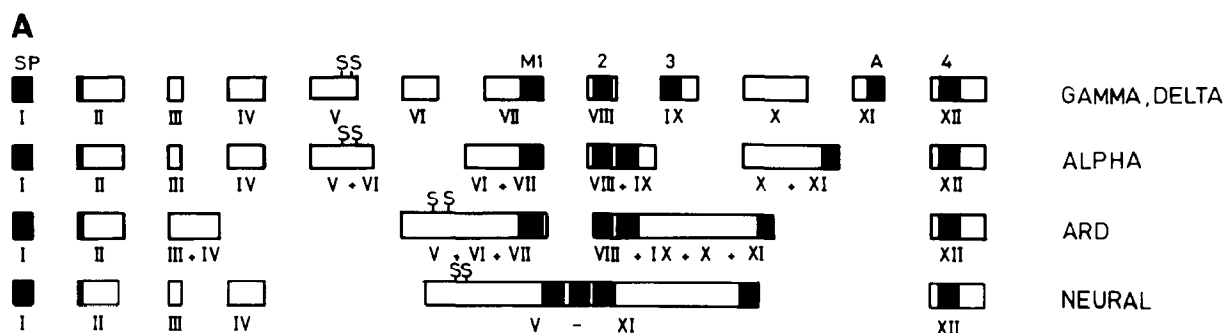 A
SP SS M1 2 3 A 4
GAMMA, DELTA
I II III IV V VI VII VIII IX X XI XII
SS
ALPHA
I II III IV V + VI VI + VII VIII + IX X + XI XII
S S
ARD
I II III + IV V + VI + VII VIII + IX + X + XI XII
SS
NEURAL
I II III IV V - XI XII